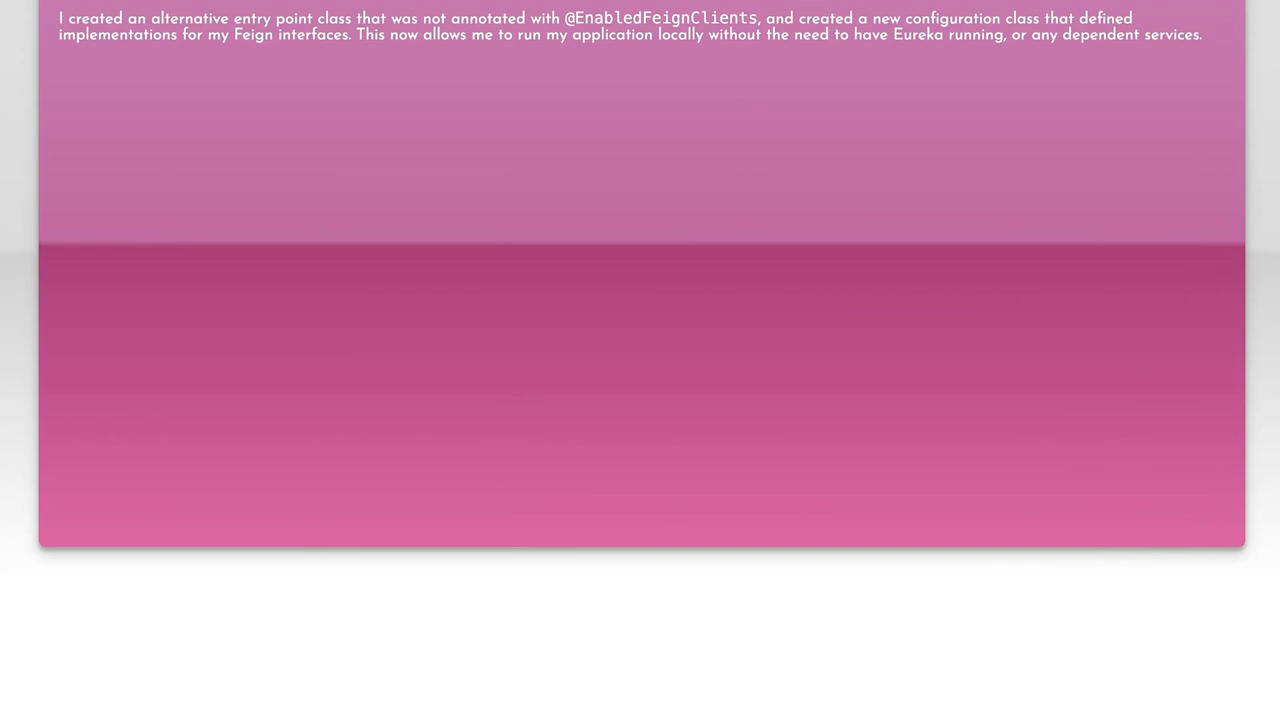 I created an alternative entry point class that was not annotated with @EnabledFeignClients, and created a new configuration class that defined
implementations for my Feign interfaces. This now allows me to run my application locally without the need to have Eureka running, or any dependent services.